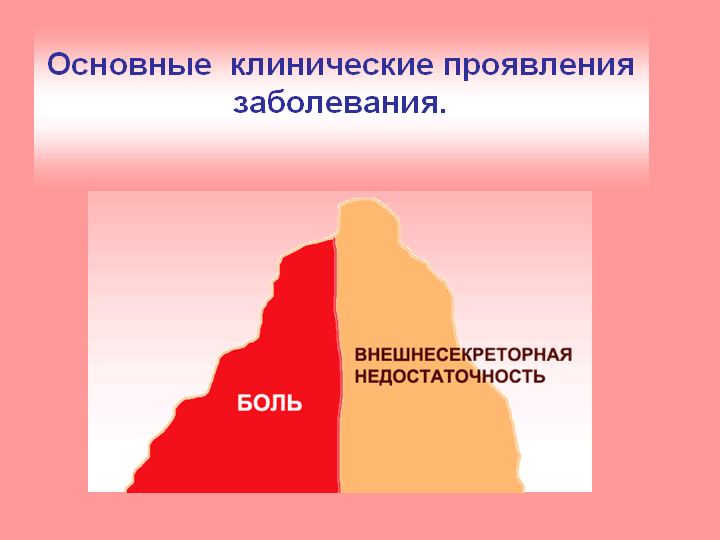 Основные клинические проявления
заболевания.
ВНЕШНЕСЕКРЕТОРНАЯ
НЕДОСТАТОЧНОСТЬ
БОЛЬ